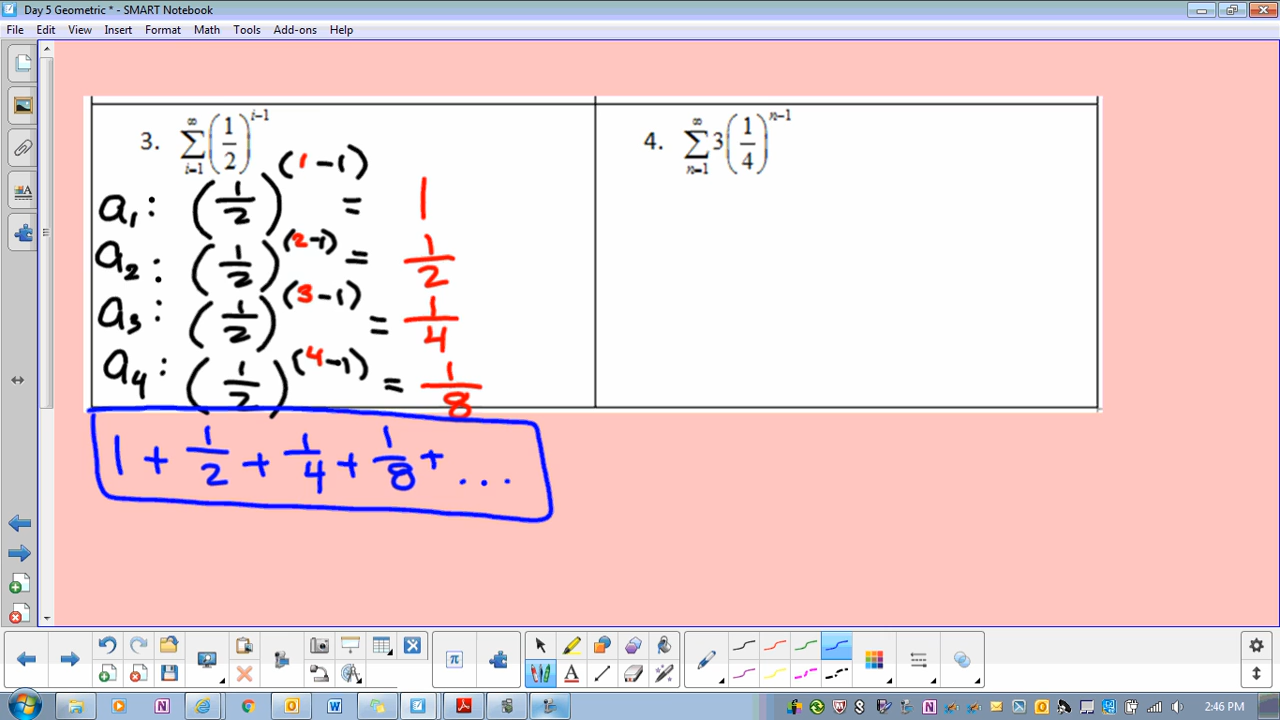 Day 5 Geometric * - SMART Notebook
File Edit View Insert Format Math Tools Add-ons Help
3. ∞ ∑ i=1 (1/2)^i−1
4. ∞ ∑ n=1 3(1/4)^n−1
a₁: (1/2)^(1−1) = 1
a₂: (1/2)^(2−1) = 1/2
a₃: (1/2)^(3−1) = 1/4
a₄: (1/2)^(4−1) = 1/8
1 + 1/2 + 1/4 + 1/8 + ...
2:46 PM